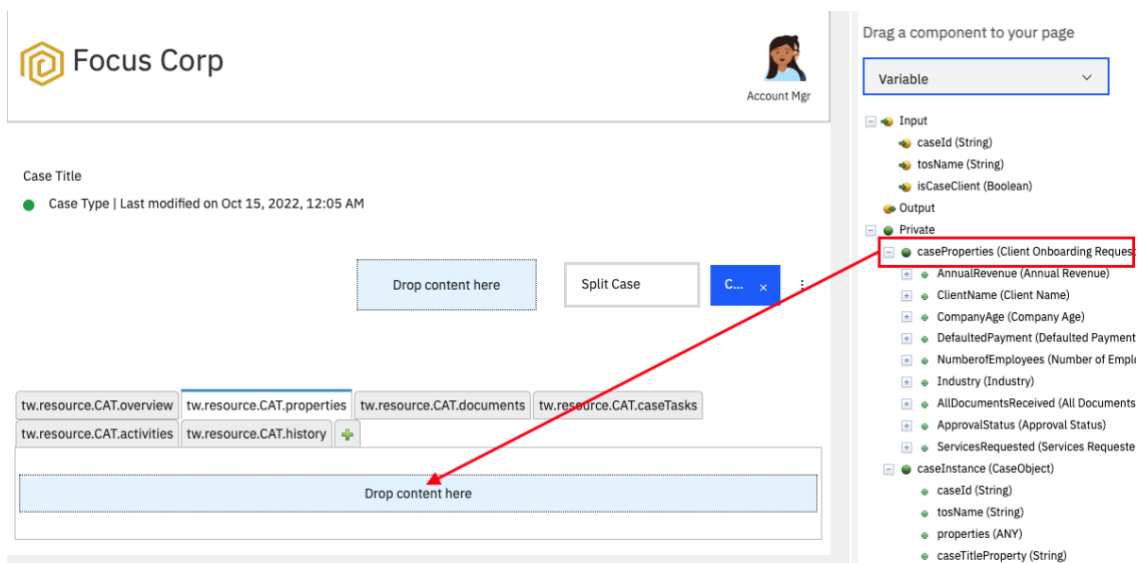 Focus Corp
Account Mgr
Case Title
Case Type | Last modified on Oct 15, 2022, 12:05 AM
Drop content here
Split Case
C... ×
tw.resource.CAT.overview
tw.resource.CAT.properties
tw.resource.CAT.documents
tw.resource.CAT.caseTasks
tw.resource.CAT.activities
tw.resource.CAT.history
Drop content here
Drag a component to your page
Variable
Input
caseId (String)
tosName (String)
isCaseClient (Boolean)
Output
Private
caseProperties (Client Onboarding Reques
AnnualRevenue (Annual Revenue)
ClientName (Client Name)
CompanyAge (Company Age)
DefaultedPayment (Defaulted Payment
NumberofEmployees (Number of Emplo
Industry (Industry)
AllDocumentsReceived (All Documents
ApprovalStatus (Approval Status)
ServicesRequested (Services Requeste
caseInstance (CaseObject)
caseId (String)
tosName (String)
properties (ANY)
caseTitleProperty (String)